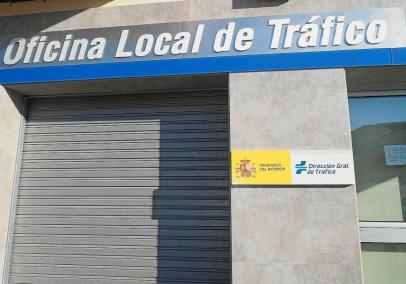 Oficina Local de Tráfico
MINISTERIO
DEL INTERIOR
Dirección Gral
de Tráfico